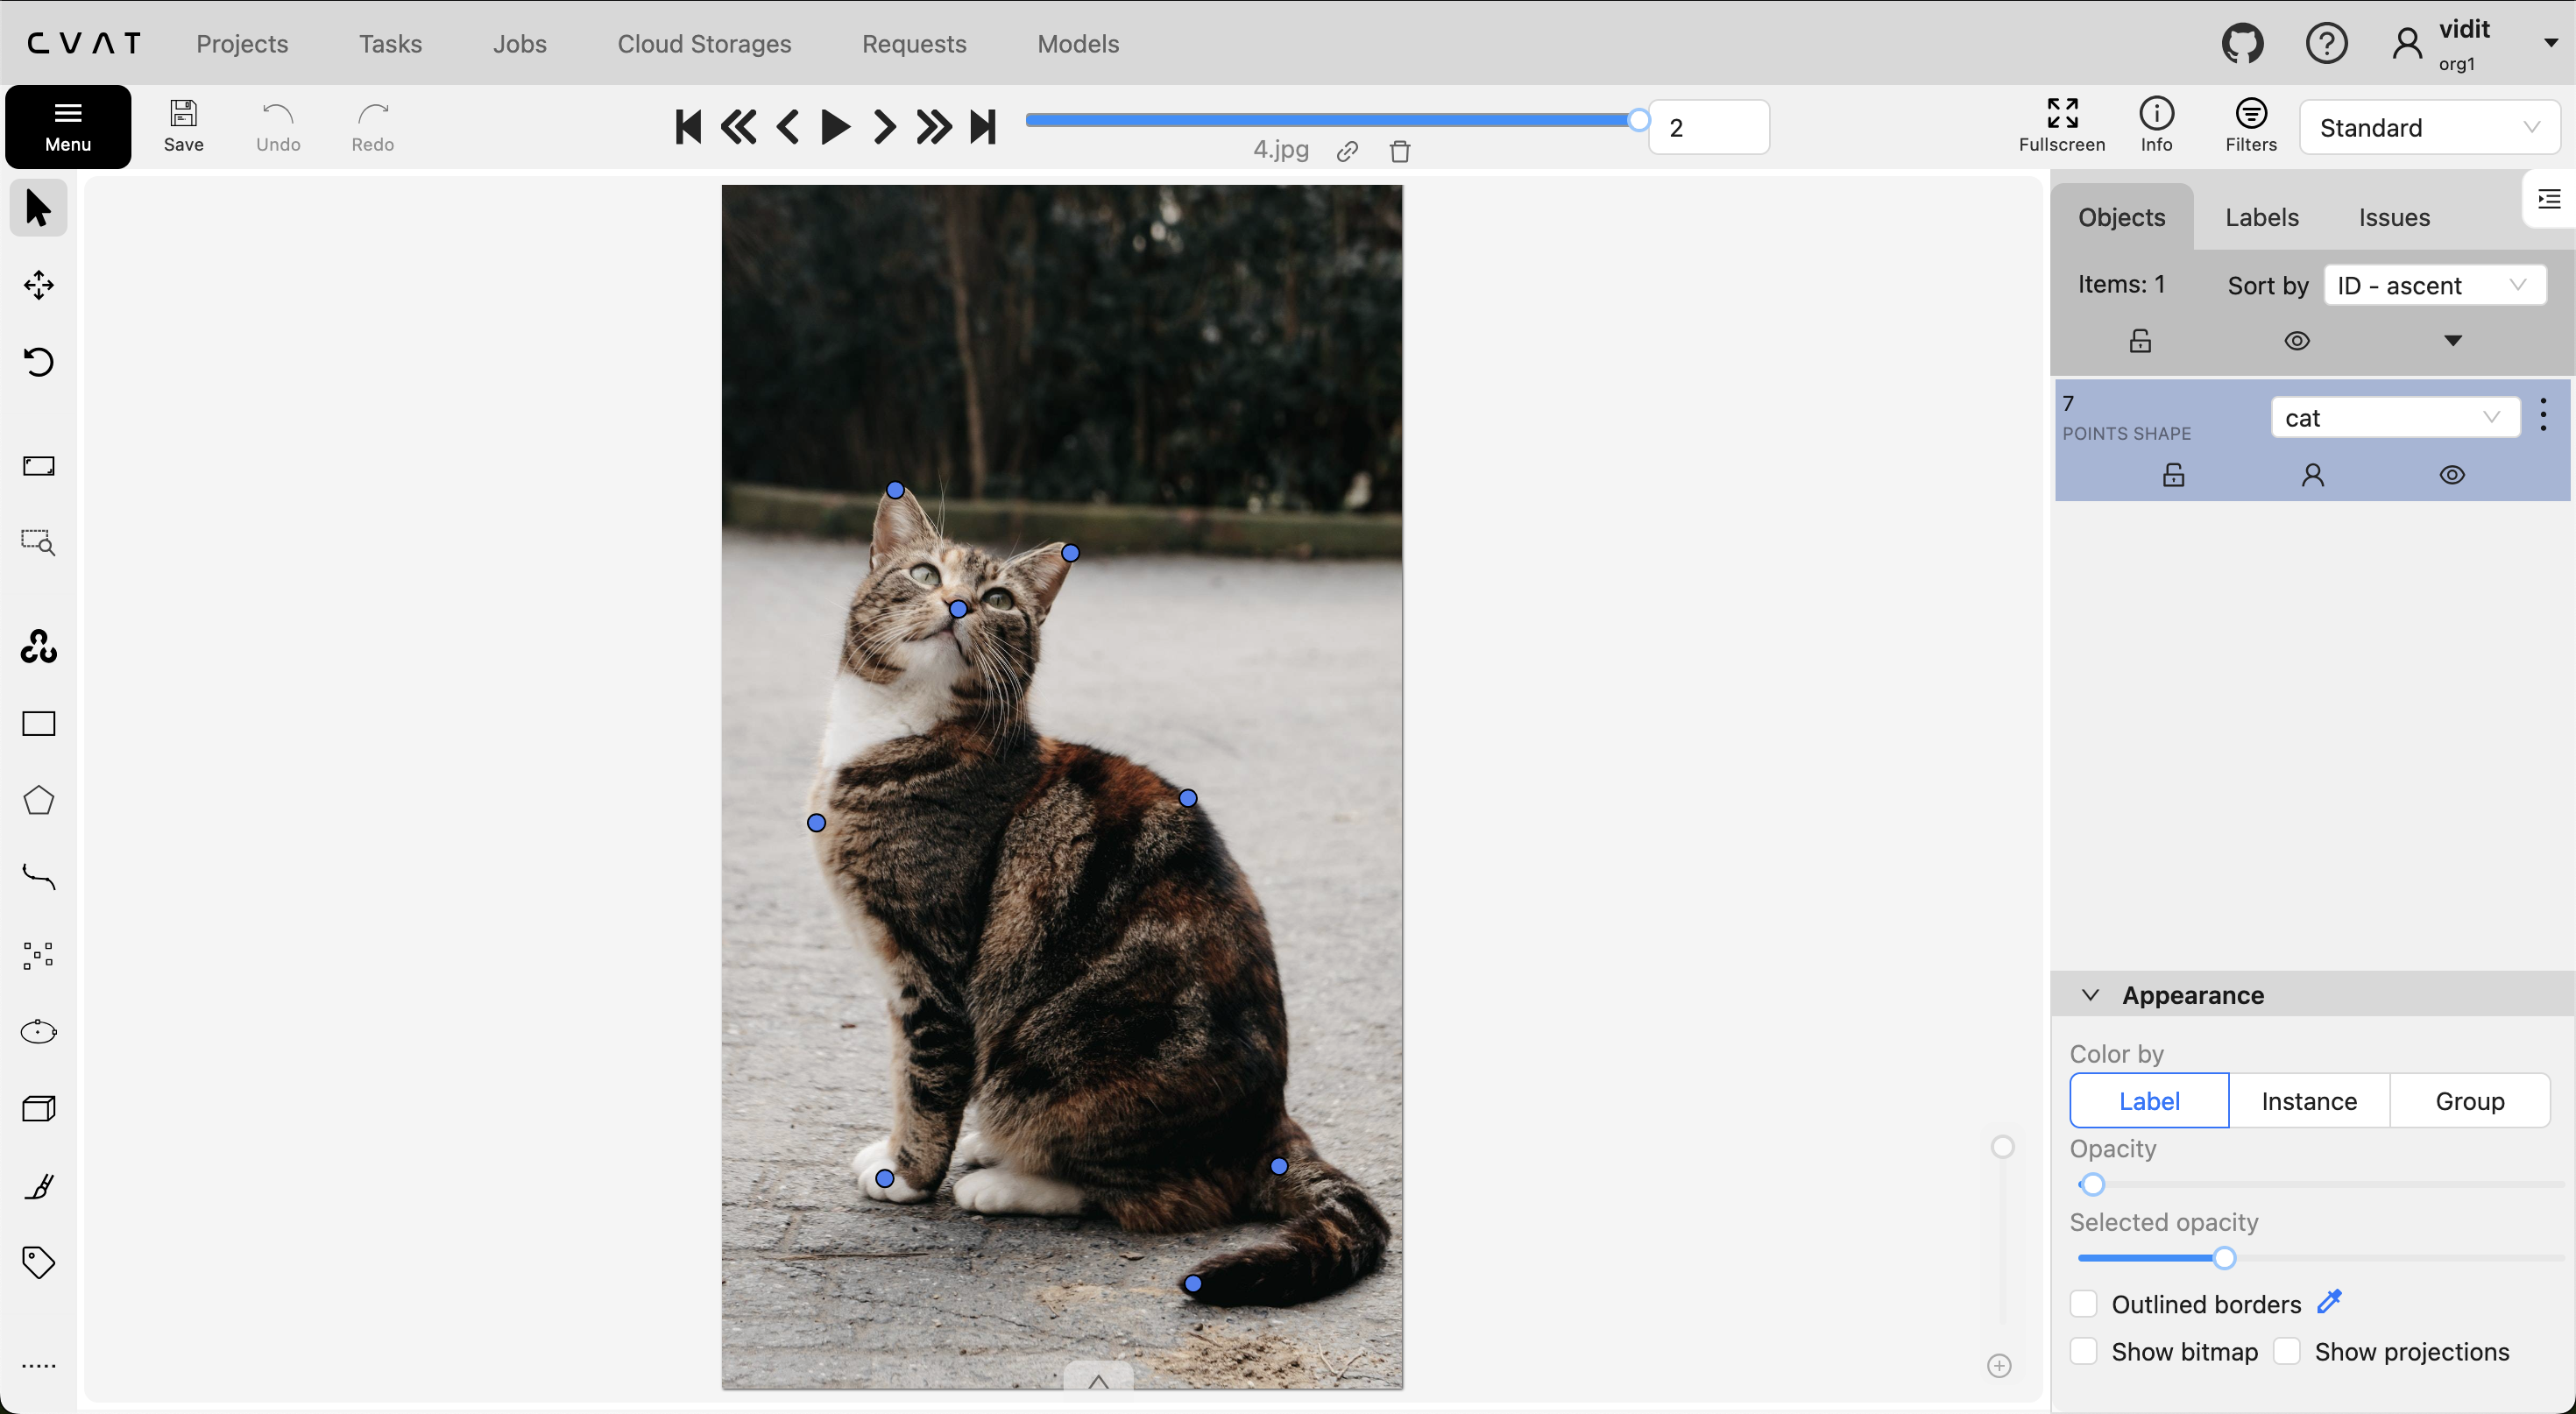 CVAT Projects Tasks Jobs Cloud Storages Requests Models vidit
org1
Menu Save Undo Redo 4.jpg 2 Fullscreen Info Filters Standard
Objects Labels Issues
Items: 1 Sort by ID - ascent
7
POINTS SHAPE
cat
Appearance
Color by
Label Instance Group
Opacity
Selected opacity
Outlined borders
Show bitmap Show projections